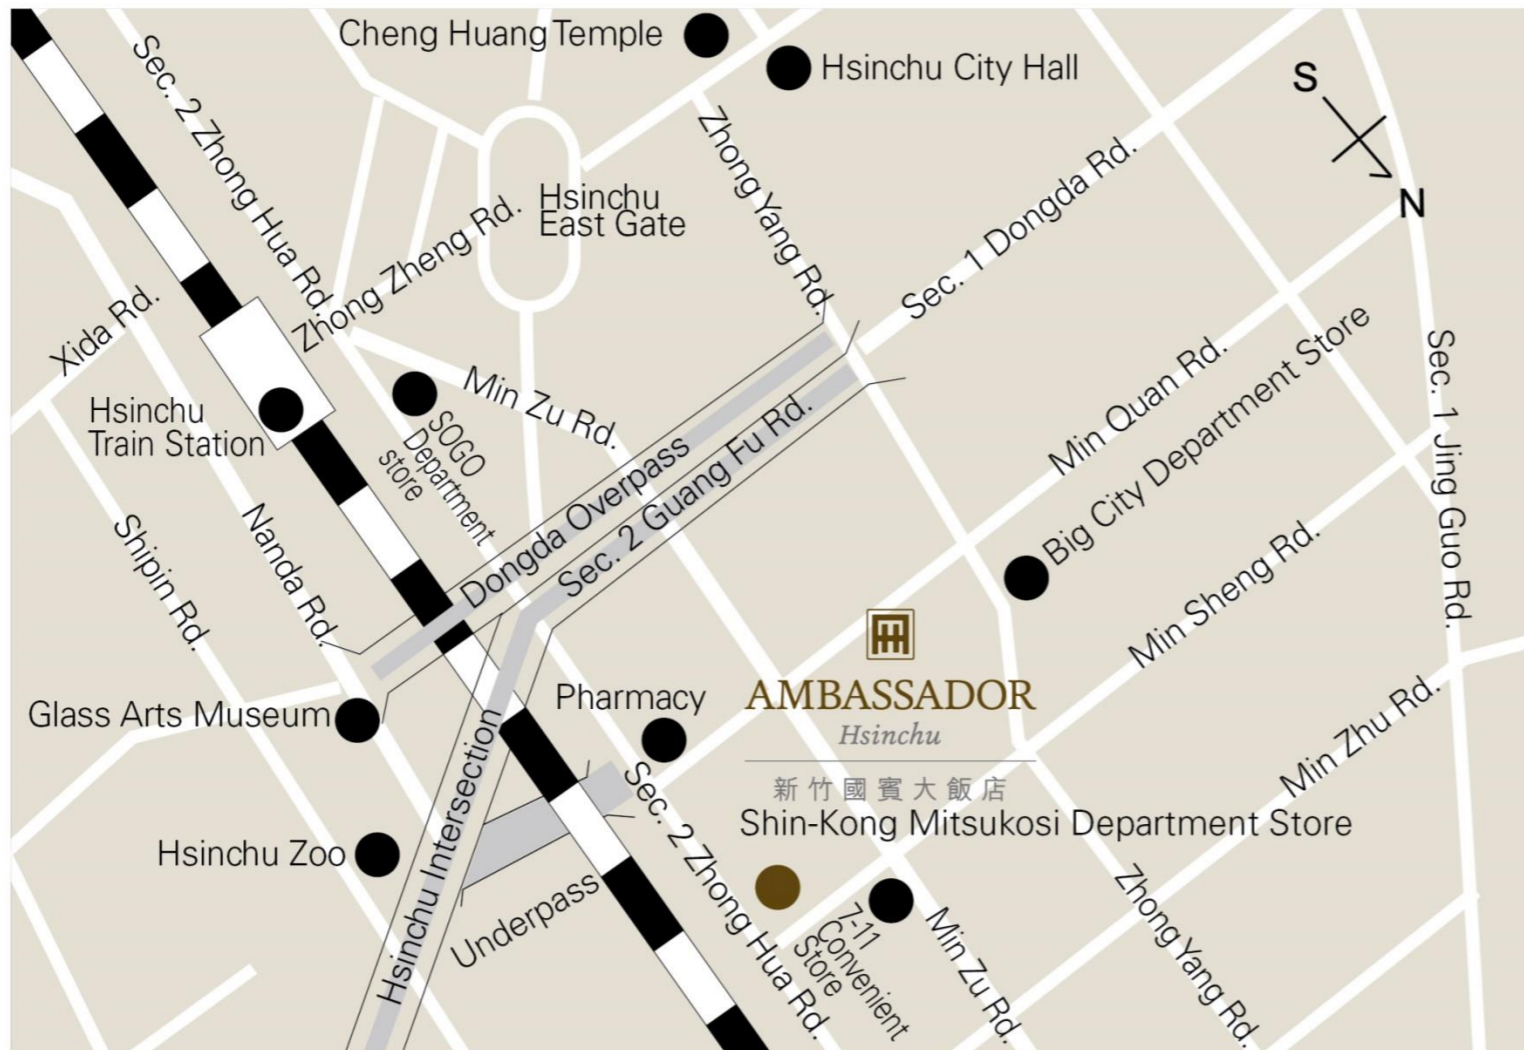 Cheng Huang Temple
Hsinchu City Hall
S
N
Sec. 2 Zhong Hua Rd.
Zhong Yang Rd.
Sec. 1 Dongda Rd.
Hsinchu
East Gate
Zhong Zheng Rd.
Xida Rd.
Hsinchu
Train Station
SOGO
Department
store
Min Zu Rd.
Min Quan Rd.
Big City Department Store
Sec. 1 Jing Guo Rd.
Dongda Overpass
Sec. 2 Guang Fu Rd.
Shipin Rd.
Nanda Rd.
Min Sheng Rd.
Glass Arts Museum
Pharmacy
AMBASSADOR
Hsinchu
新竹國賓大飯店
Shin-Kong Mitsukosi Department Store
Min Zhu Rd.
Hsinchu Zoo
Hsinchu Intersection
Underpass
Sec. 2 Zhong Hua Rd.
7-11
Convenient
Store
Min Zu Rd.
Zhong Yang Rd.